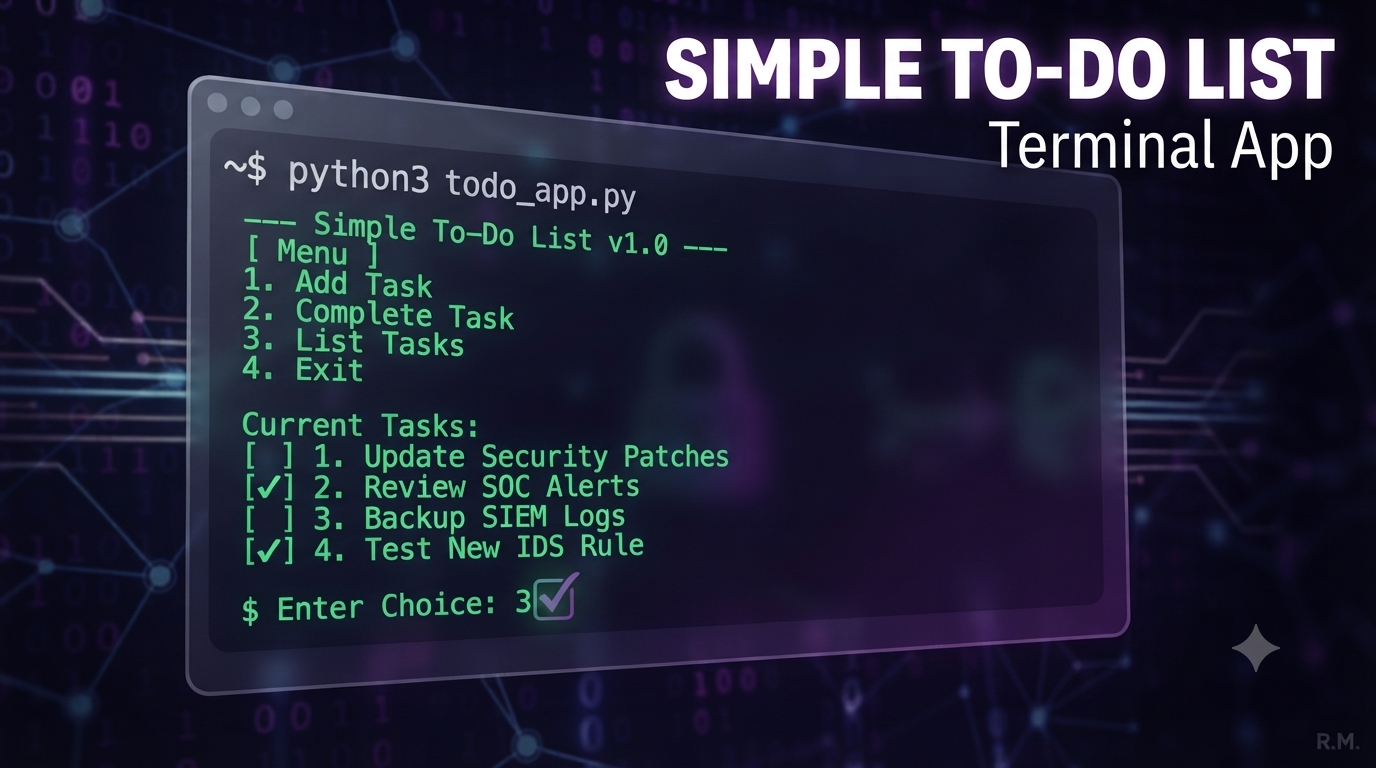 SIMPLE TO-DO LIST
Terminal App
~$ python3 todo_app.py
--- Simple To-Do List v1.0 ---
[ Menu ]
1. Add Task
2. Complete Task
3. List Tasks
4. Exit
Current Tasks:
[ ] 1. Update Security Patches
[✓] 2. Review SOC Alerts
[ ] 3. Backup SIEM Logs
[✓] 4. Test New IDS Rule
$ Enter Choice: 3
R.M.